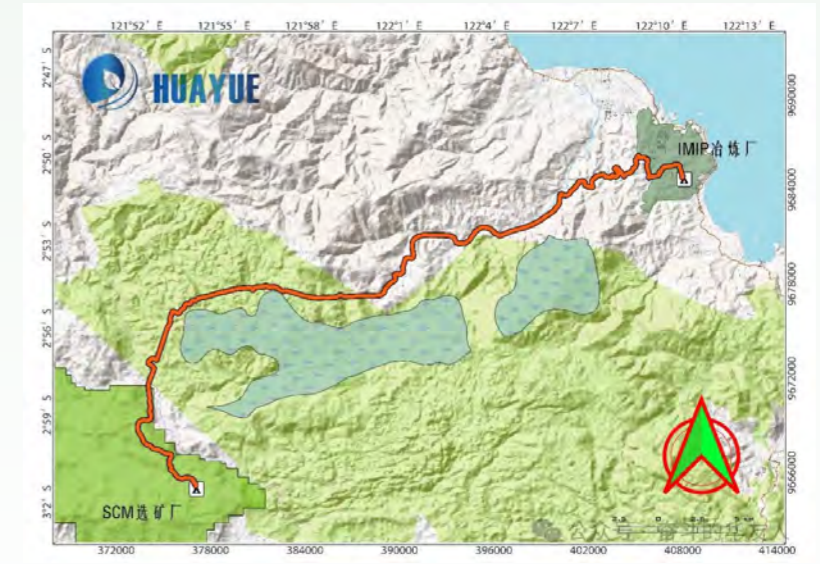 121°52′ E 121°55′ E 121°58′ E 122°1′ E 122°4′ E 122°7′ E 122°10′ E 122°13′ E
2°47′ S
HUAYUE
9690000
2°50′ S
IMIP冶炼厂
9684000
2°53′ S
9678000
2°56′ S
9672000
2°59′ S
9666000
3°2′ S
SCM选矿厂
372000 378000 384000 390000 396000 402000 408000 414000